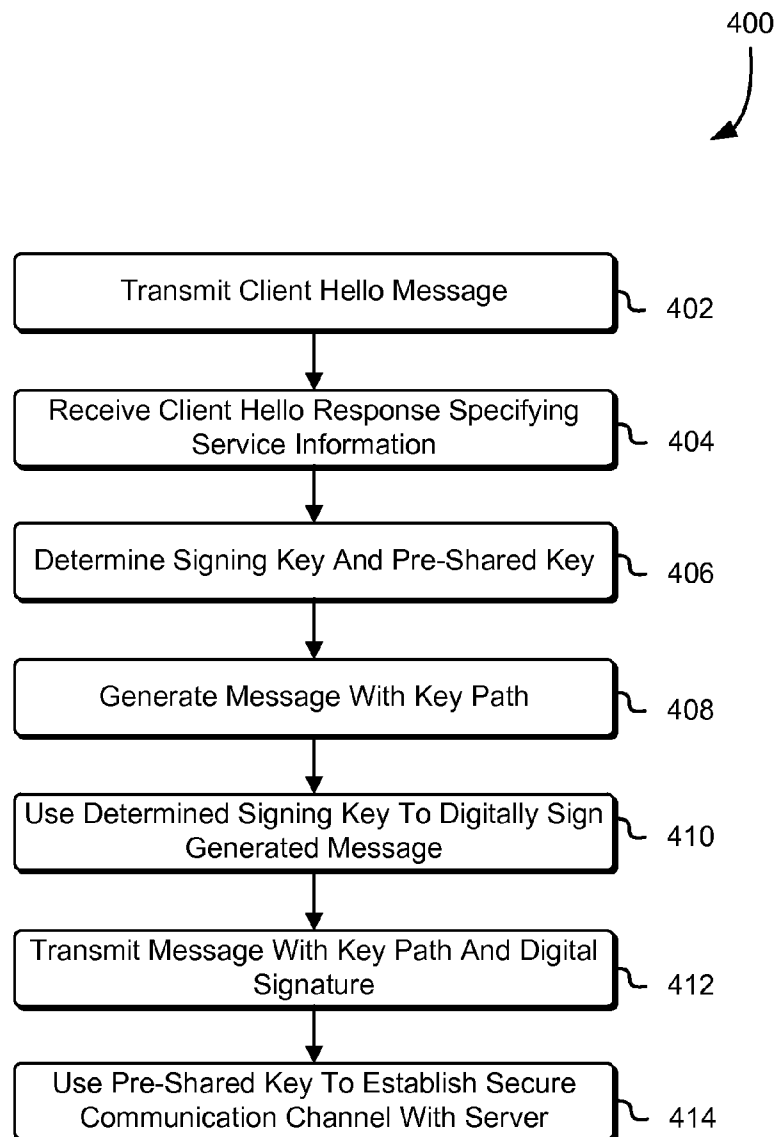 400
Transmit Client Hello Message
402
Receive Client Hello Response Specifying
Service Information
404
Determine Signing Key And Pre-Shared Key
406
Generate Message With Key Path
408
Use Determined Signing Key To Digitally Sign
Generated Message
410
Transmit Message With Key Path And Digital
Signature
412
Use Pre-Shared Key To Establish Secure
Communication Channel With Server
414